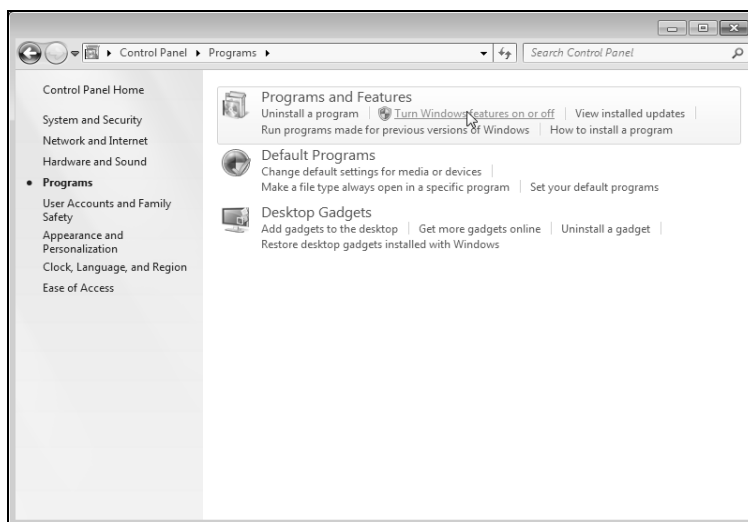 Control Panel Programs
Search Control Panel
Control Panel Home
System and Security
Network and Internet
Hardware and Sound
Programs
User Accounts and Family
Safety
Appearance and
Personalization
Clock, Language, and Region
Ease of Access
Programs and Features
Uninstall a program Turn Windows features on or off View installed updates
Run programs made for previous versions of Windows How to install a program
Default Programs
Change default settings for media or devices
Make a file type always open in a specific program Set your default programs
Desktop Gadgets
Add gadgets to the desktop Get more gadgets online Uninstall a gadget
Restore desktop gadgets installed with Windows